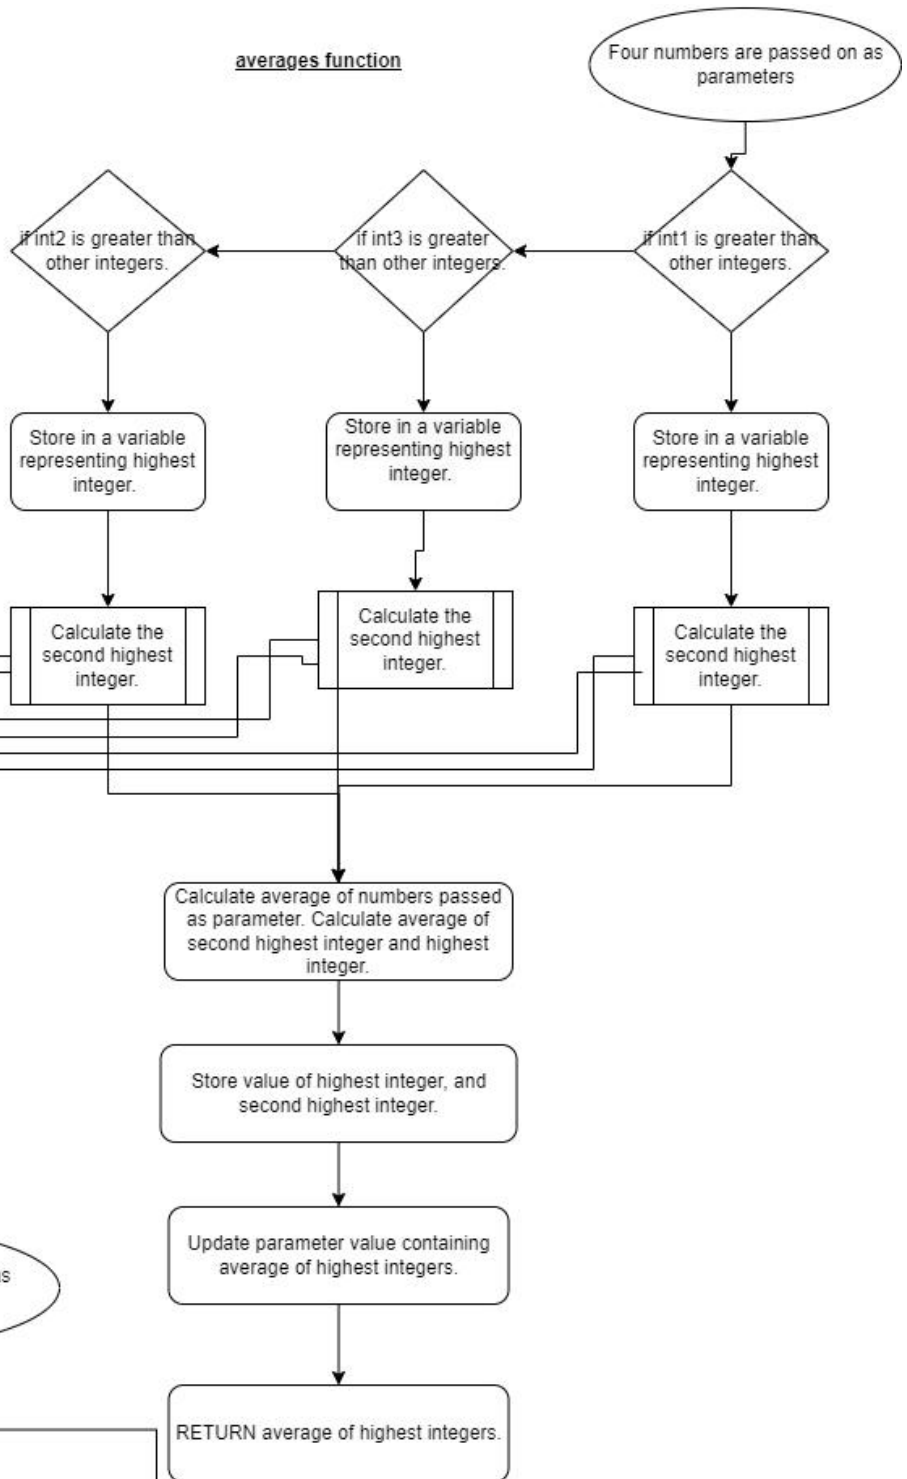 averages function
Four numbers are passed on as
parameters
if int2 is greater than
other integers.
if int3 is greater
than other integers.
if int1 is greater than
other integers.
Store in a variable
representing highest
integer.
Store in a variable
representing highest
integer.
Store in a variable
representing highest
integer.
Calculate the
second highest
integer.
Calculate the
second highest
integer.
Calculate the
second highest
integer.
Calculate average of numbers passed
as parameter. Calculate average of
second highest integer and highest
integer.
Store value of highest integer, and
second highest integer.
Update parameter value containing
average of highest integers.
RETURN average of highest integers.